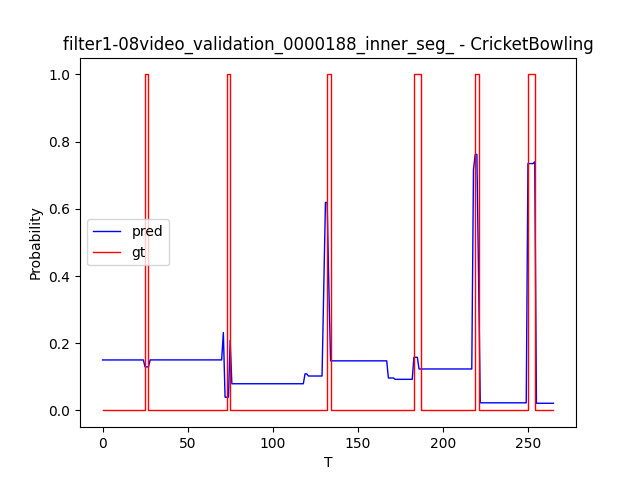 filter1-08video_validation_0000188_inner_seg_ - CricketBowling
1.0
0.8
0.6
0.4
0.2
0.0
Probability
pred
gt
0 50 100 150 200 250
T